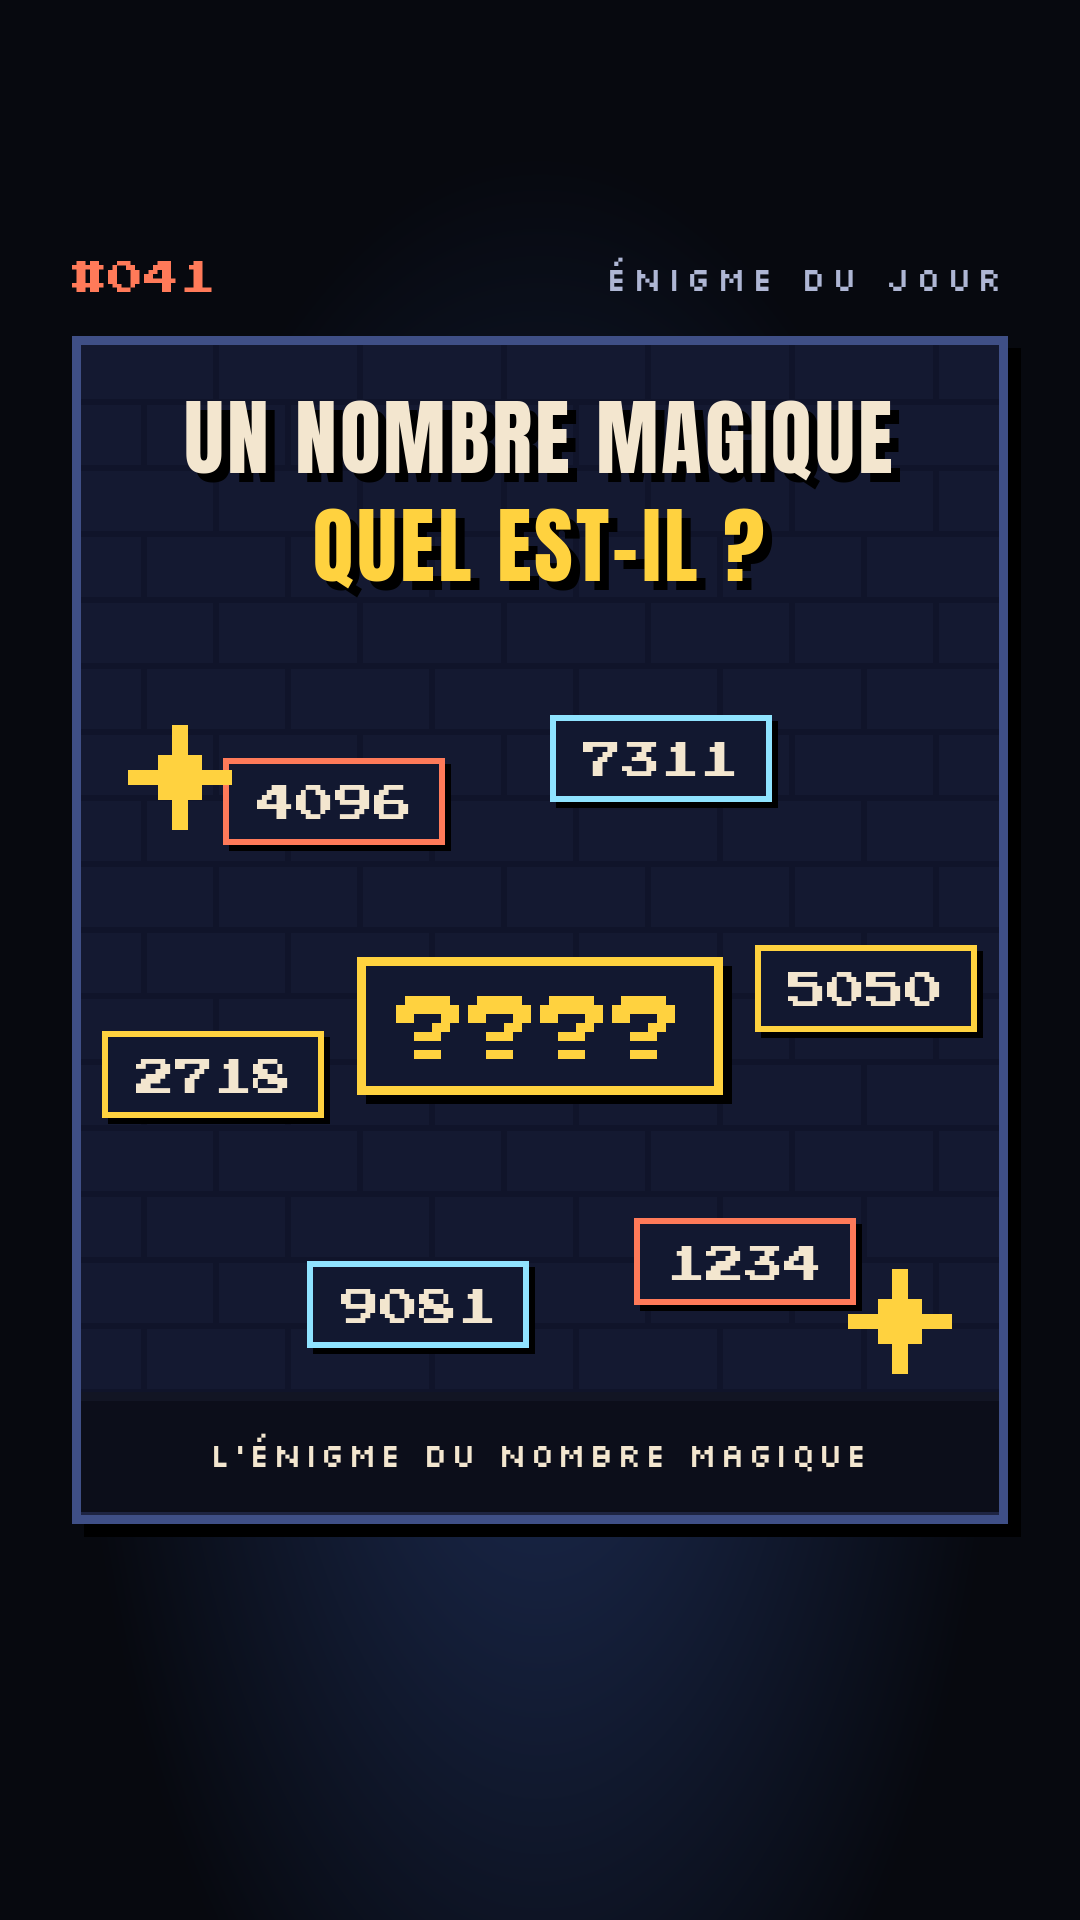 #041
ÉNIGME DU JOUR
UN NOMBRE MAGIQUE
QUEL EST-IL ?
7311
4096
5050
????
2718
1234
9081
L'ÉNIGME DU NOMBRE MAGIQUE